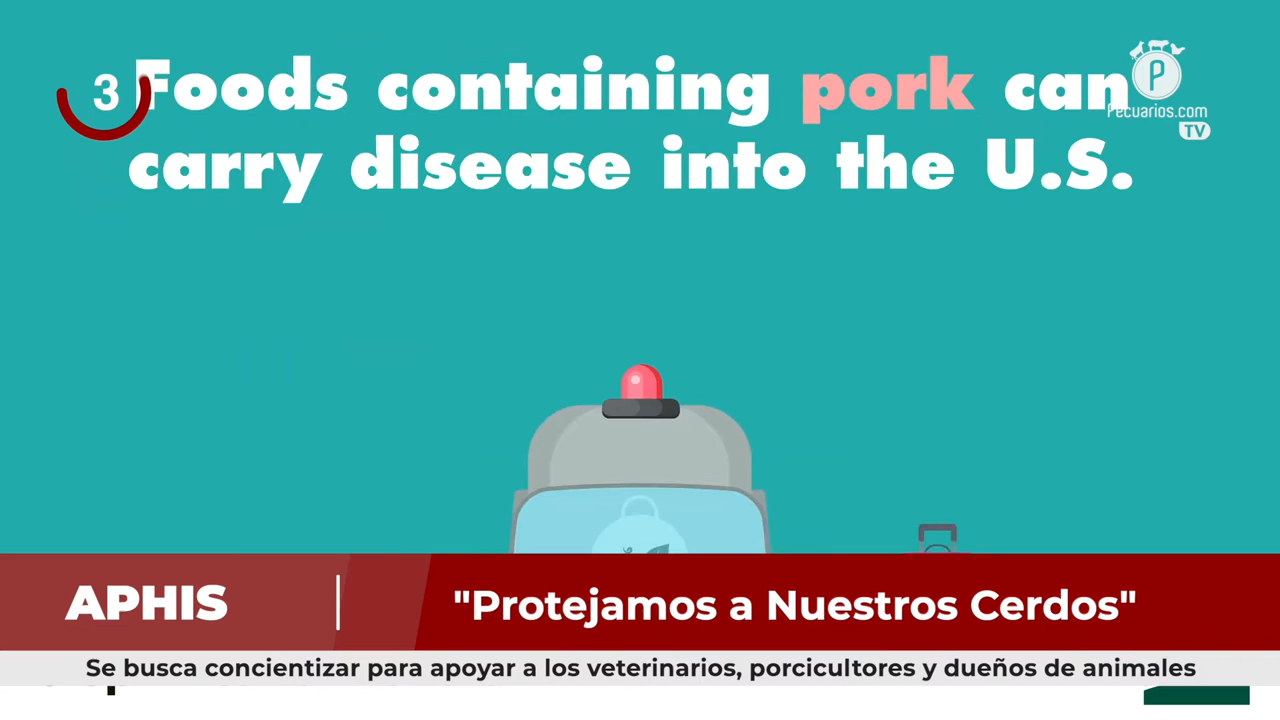 3 Foods containing pork can
carry disease into the U.S.
Pecuarios.com
TV
APHIS
"Protejamos a Nuestros Cerdos"
Se busca concientizar para apoyar a los veterinarios, porcicultores y dueños de animales